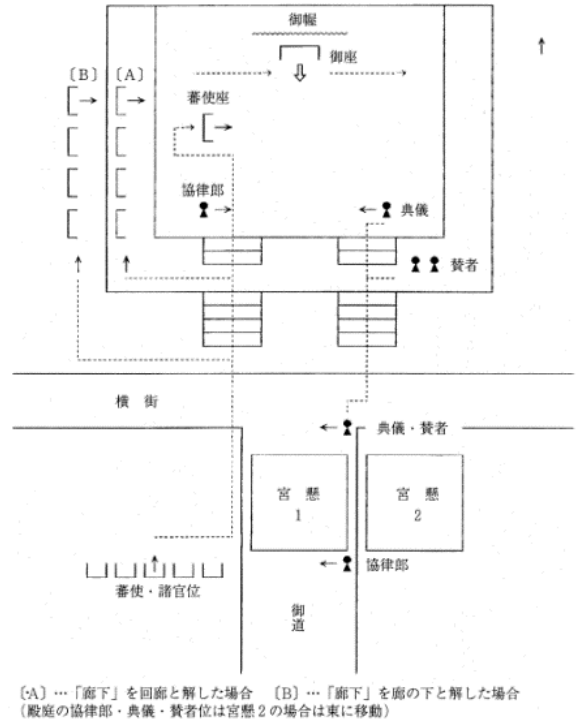 御幄
御座
〔B〕
〔A〕
蕃使座
協律郎
典儀
賛者
横街
典儀・賛者
宮懸
1
宮懸
2
協律郎
蕃使・諸官位
御道
〔A〕…「廊下」を回廊と解した場合 〔B〕…「廊下」を廊の下と解した場合
(殿庭の協律郎・典儀・賛者位は宮懸2の場合は東に移動)